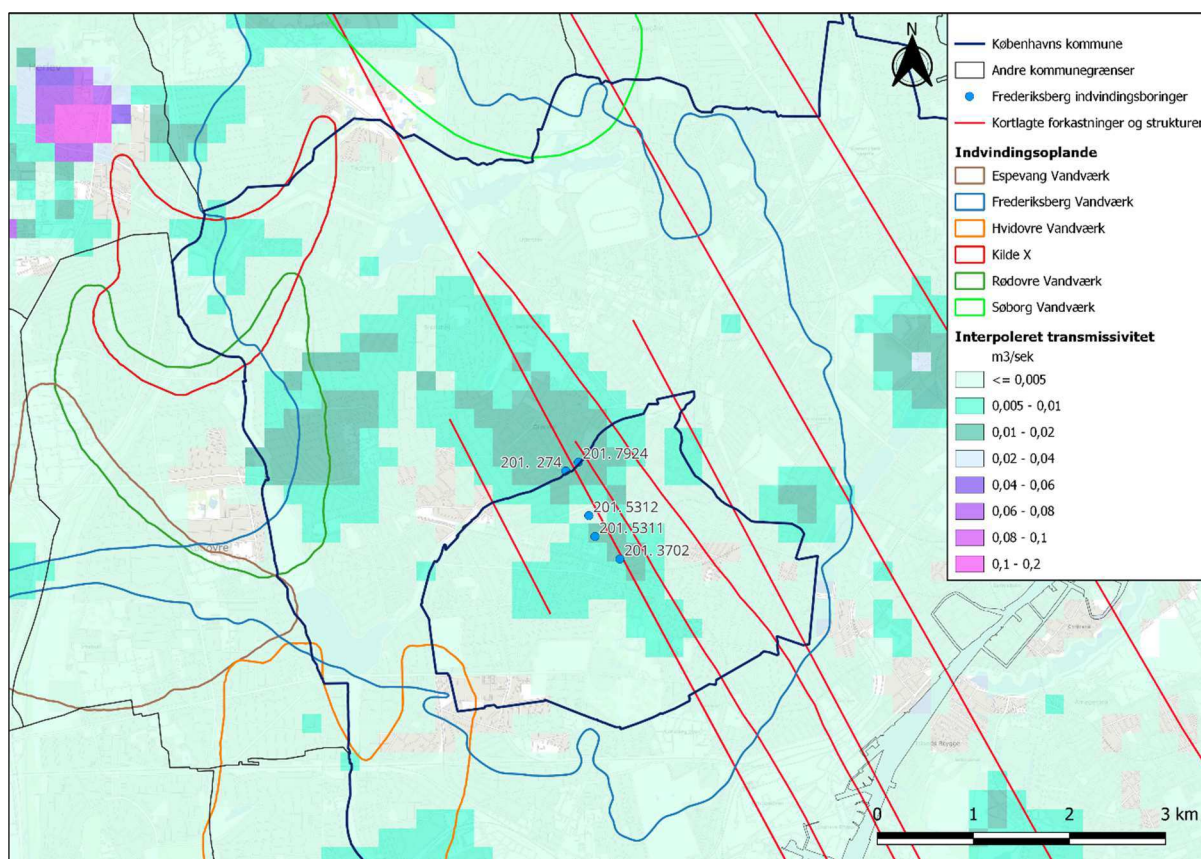 N
Københavns kommune
Andre kommunegrænser
Frederiksberg indvindingsboringer
Kortlagte forkastninger og strukturer
Indvindingsoplande
Espevang Vandværk
Frederiksberg Vandværk
Hvidovre Vandværk
Kilde X
Rødovre Vandværk
Søborg Vandværk
Interpoleret transmissivitet
m3/sek
<= 0,005
0,005 - 0,01
0,01 - 0,02
0,02 - 0,04
0,04 - 0,06
0,06 - 0,08
0,08 - 0,1
0,1 - 0,2
201. 274
201. 7924
201. 5312
201. 5311
201. 3702
0 1 2 3 km